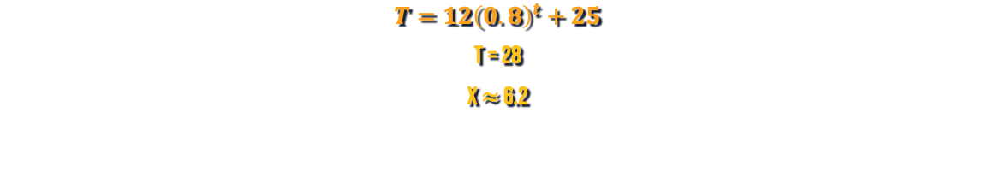 T = 12(0.8)^t + 25
T = 28
X ≈ 6.2